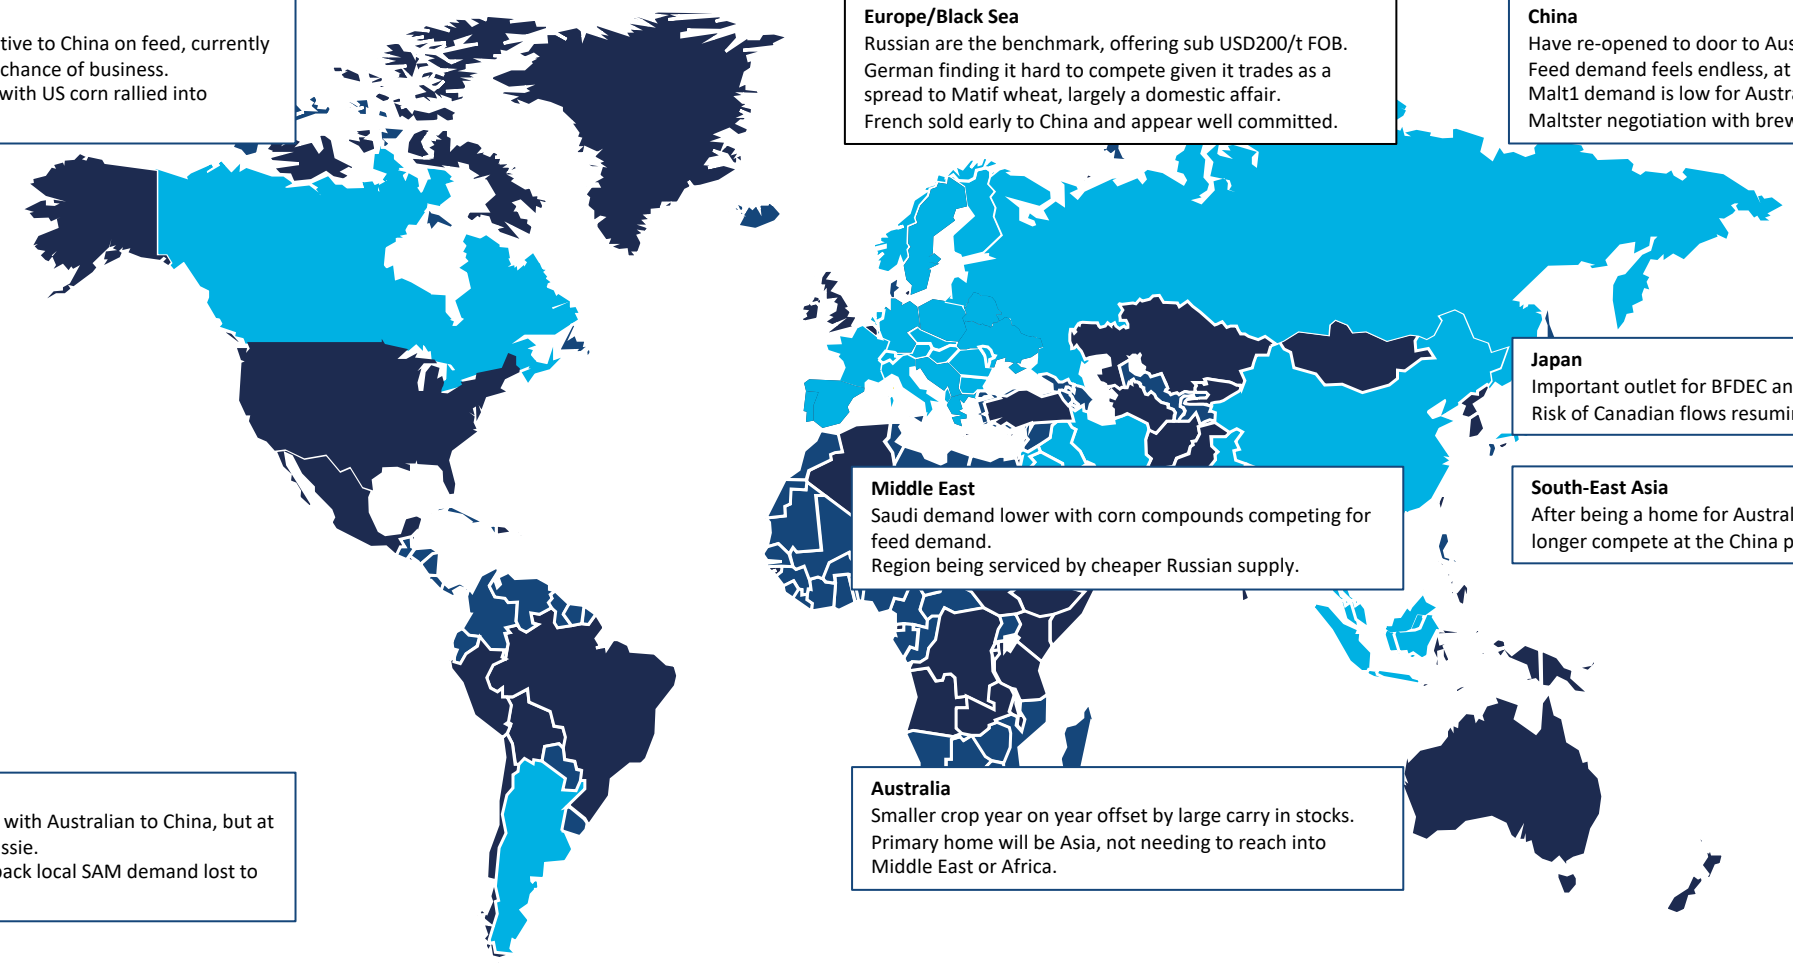 tive to China on feed, currently
chance of business.
with US corn rallied into
Europe/Black Sea
Russian are the benchmark, offering sub USD200/t FOB.
German finding it hard to compete given it trades as a
spread to Matif wheat, largely a domestic affair.
French sold early to China and appear well committed.
China
Have re-opened to door to Aus
Feed demand feels endless, at
Malt1 demand is low for Austra
Maltster negotiation with brew
Japan
Important outlet for BFDEC an
Risk of Canadian flows resumin
Middle East
Saudi demand lower with corn compounds competing for
feed demand.
Region being serviced by cheaper Russian supply.
South-East Asia
After being a home for Austral
longer compete at the China p
with Australian to China, but at
ssie.
back local SAM demand lost to
Australia
Smaller crop year on year offset by large carry in stocks.
Primary home will be Asia, not needing to reach into
Middle East or Africa.